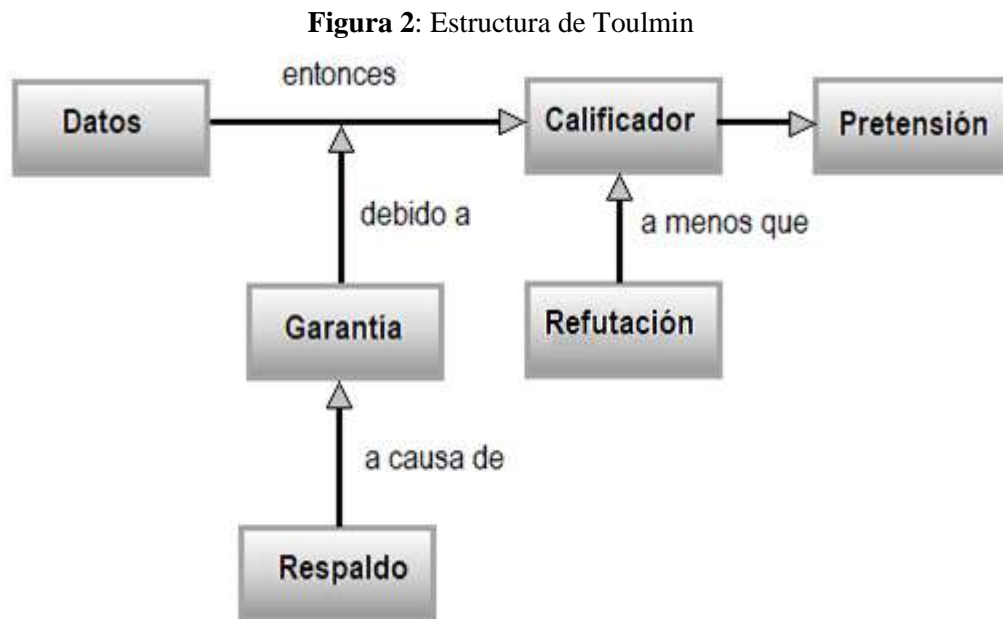 Figura 2: Estructura de Toulmin
entonces
Datos
Calificador
Pretensión
debido a
a menos que
Garantia
Refutación
a causa de
Respaldo